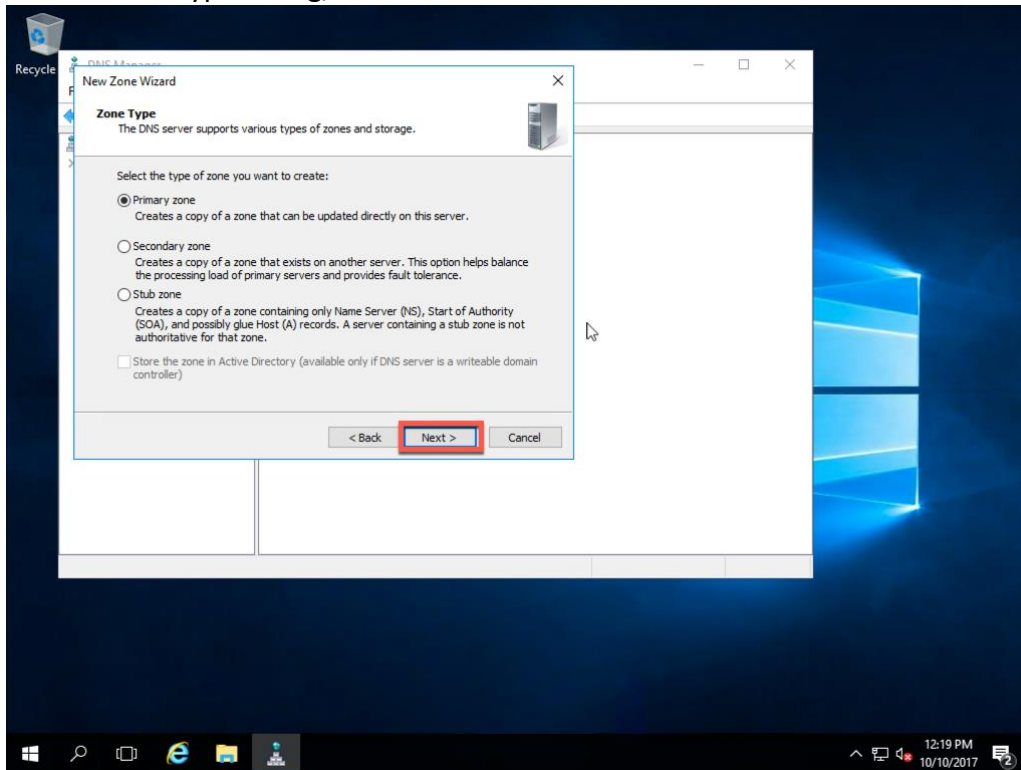 Recycle
DNS Manager
New Zone Wizard
Zone Type
The DNS server supports various types of zones and storage.
Select the type of zone you want to create:
Primary zone
Creates a copy of a zone that can be updated directly on this server.
Secondary zone
Creates a copy of a zone that exists on another server. This option helps balance
the processing load of primary servers and provides fault tolerance.
Stub zone
Creates a copy of a zone containing only Name Server (NS), Start of Authority
(SOA), and possibly glue Host (A) records. A server containing a stub zone is not
authoritative for that zone.
Store the zone in Active Directory (available only if DNS server is a writeable domain
controller)
< Back Next > Cancel
12:19 PM
10/10/2017
2